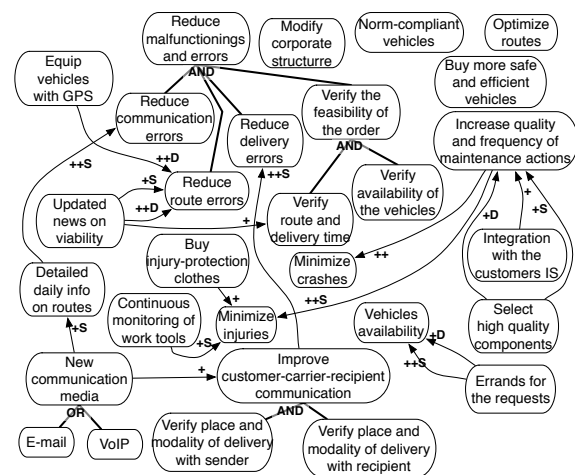 Reduce
malfunctionings
and errors
AND
Modify
corporate
structurre
Norm-compliant
vehicles
Optimize
routes
Equip
vehicles
with GPS
Buy more safe
and efficient
vehicles
Reduce
communication
errors
Reduce
delivery
errors
Verify the
feasibility of
the order
AND
Increase quality
and frequency of
maintenance actions
++S
++D
++S
+S
++D
Reduce
route errors
Verify
availability of
the vehicles
Updated
news on
viability
+
Verify
route and
delivery time
+D
+
+S
Integration with
the customers IS
Buy
injury-protection
clothes
Minimize
crashes
++
Detailed
daily info
on routes
+
++S
Continuous
monitoring of
work tools
+S
Minimize
injuries
Vehicles
availability
Select
high quality
components
+S
+D
++S
New
communication
media
+
Improve
customer-carrier-recipient
communication
Errands for
the requests
OR
AND
E-mail
VoIP
Verify place and
modality of delivery
with sender
Verify place and
modality of delivery
with recipient